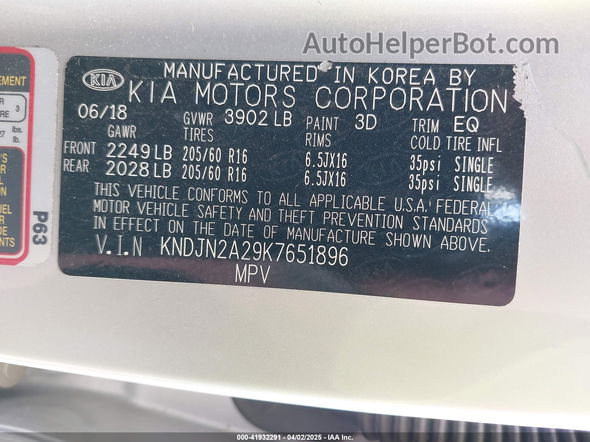 AutoHelperBot.com
KIA
MANUFACTURED IN KOREA BY
KIA MOTORS CORPORATION
06/18
GVWR 3902 LB PAINT 3D TRIM EQ
GAWR TIRES RIMS COLD TIRE INFL
FRONT 2249 LB 205/60 R16 6.5JX16 35psi SINGLE
REAR 2028 LB 205/60 R16 6.5JX16 35psi SINGLE
THIS VEHICLE CONFORMS TO ALL APPLICABLE U.S.A. FEDERAL
MOTOR VEHICLE SAFETY AND THEFT PREVENTION STANDARDS
IN EFFECT ON THE DATE OF MANUFACTURE SHOWN ABOVE.
V.I.N KNDJN2A29K7651896
MPV
EMENT
3
lbs.
lb.
P63
000-41932291 - 04/02/2025 - IAA Inc.